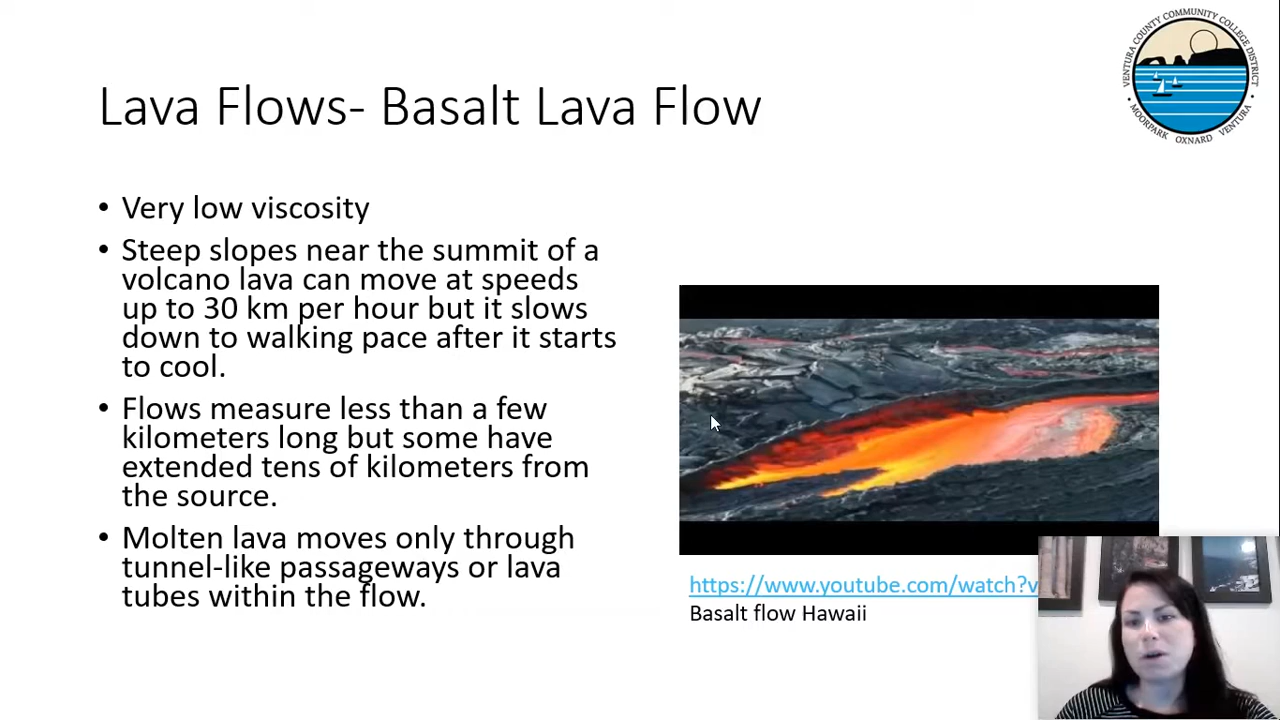 VENTURA COUNTY COMMUNITY COLLEGE DISTRICT
• MOORPARK OXNARD VENTURA •
Lava Flows- Basalt Lava Flow
• Very low viscosity
• Steep slopes near the summit of a
volcano lava can move at speeds
up to 30 km per hour but it slows
down to walking pace after it starts
to cool.
• Flows measure less than a few
kilometers long but some have
extended tens of kilometers from
the source.
• Molten lava moves only through
tunnel-like passageways or lava
tubes within the flow.
https://www.youtube.com/watch?v
Basalt flow Hawaii